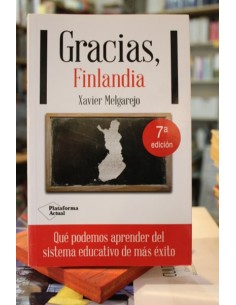 Gracias,
Finlandia
Xavier Melgarejo
7ª
edición
Plataforma
Actual
Qué podemos aprender del
sistema educativo de más éxito